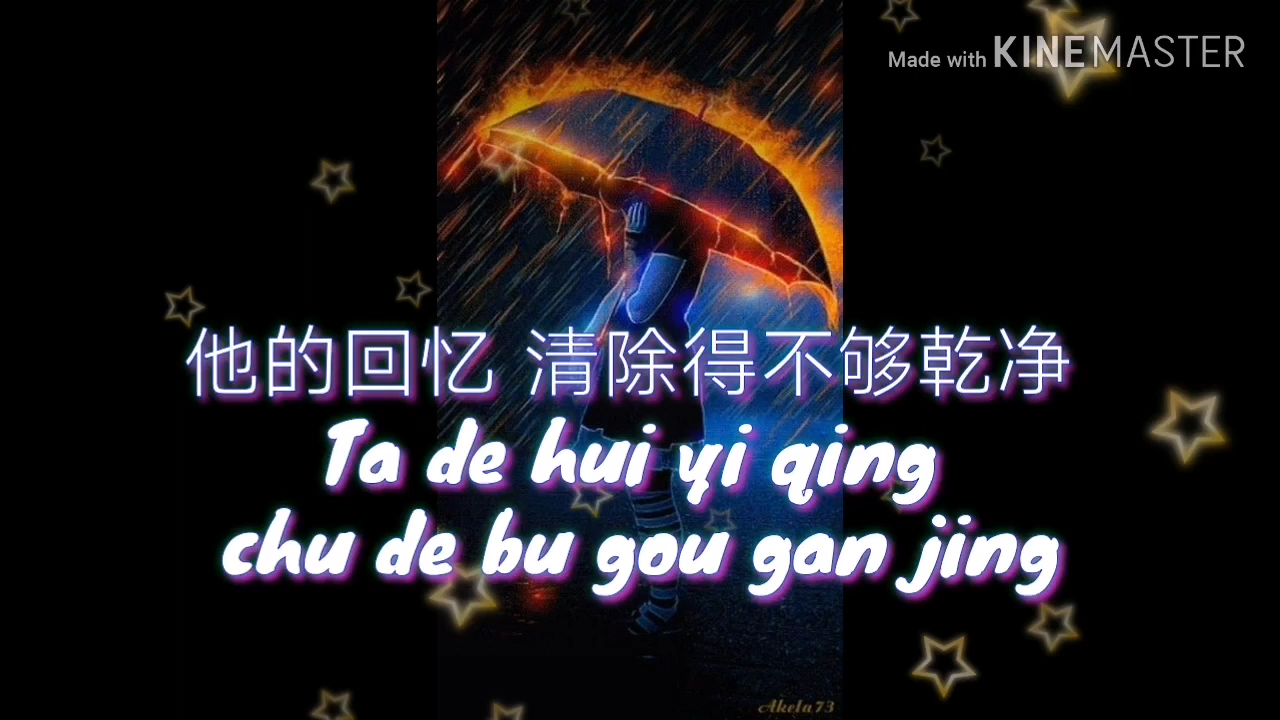 Made with KINEMASTER
他的回忆 清除得不够乾净
Ta de hui yi qing
chu de bu gou gan jing
Akela73